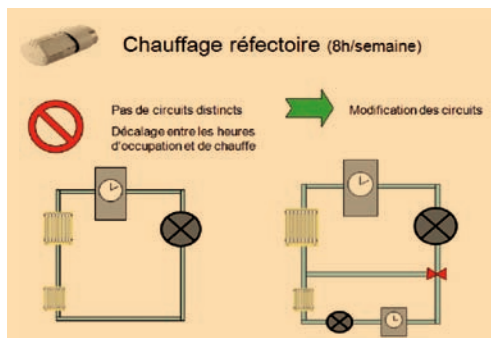 Chauffage réfectoire (8h/semaine)
Pas de circuits distincts
Décalage entre les heures
d'occupation et de chauffe
Modification des circuits